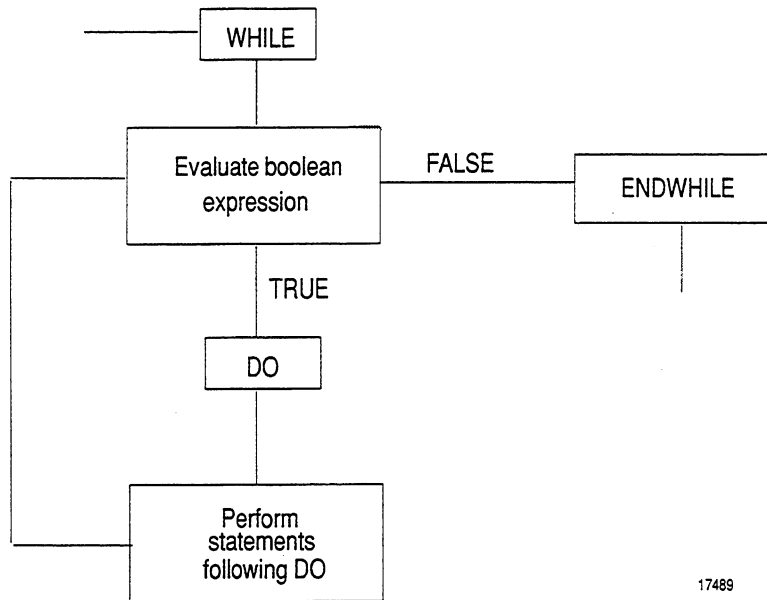 WHILE
Evaluate boolean
expression
FALSE
ENDWHILE
TRUE
DO
Perform
statements
following DO
17489